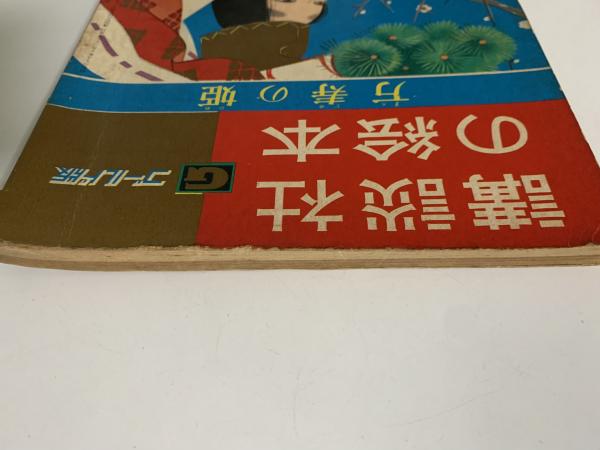 講談社
の絵本
G ゴールド版
万寿の姫